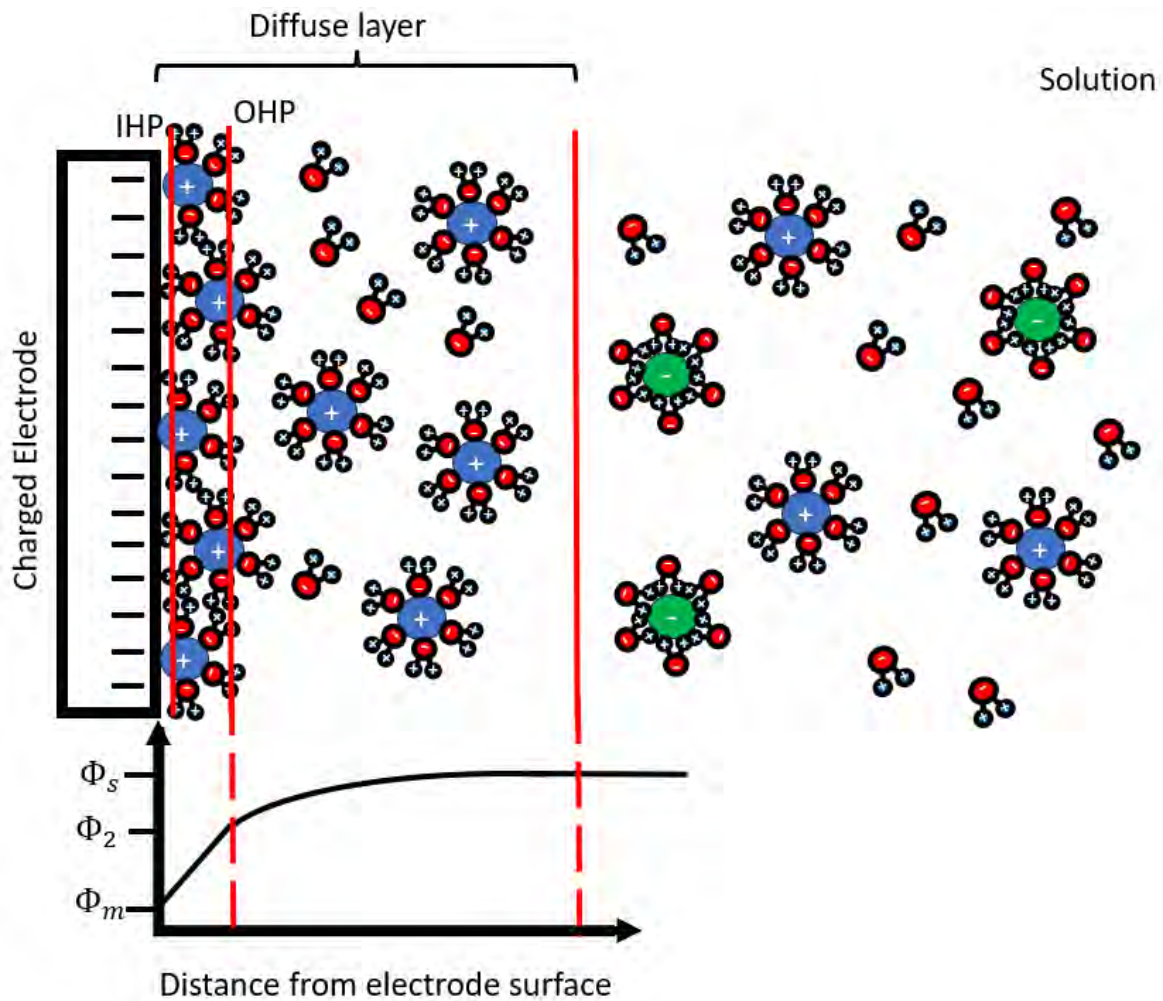 Diffuse layer
Solution
IHP
OHP
Charged Electrode
Φₛ
Φ₂
Φₘ
Distance from electrode surface